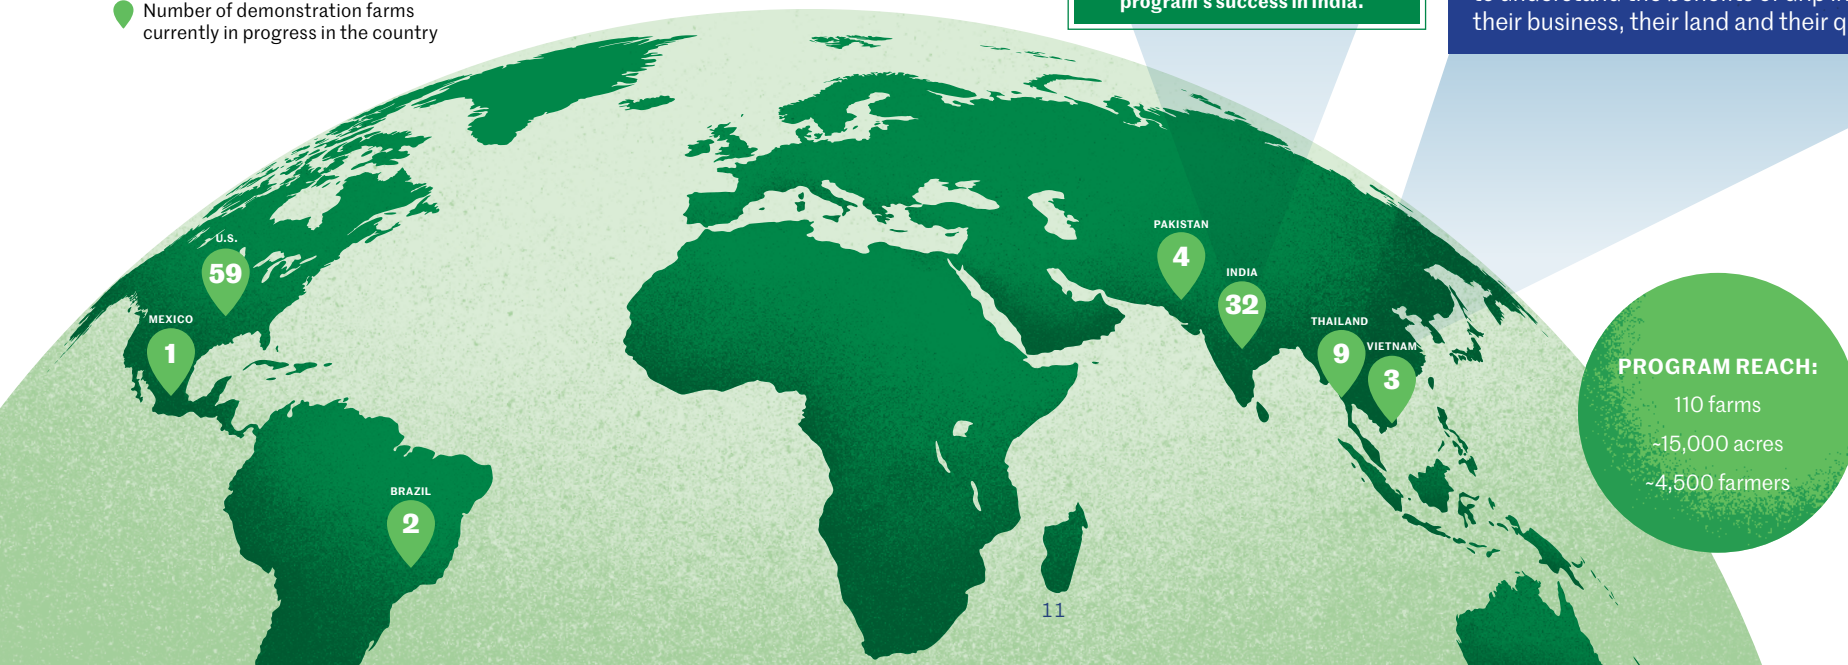 Number of demonstration farms
currently in progress in the country
program's success in India.
their business, their land and their q
U.S.
59
MEXICO
1
BRAZIL
2
PAKISTAN
4
INDIA
32
THAILAND
9
VIETNAM
3
PROGRAM REACH:
110 farms
~15,000 acres
~4,500 farmers
11